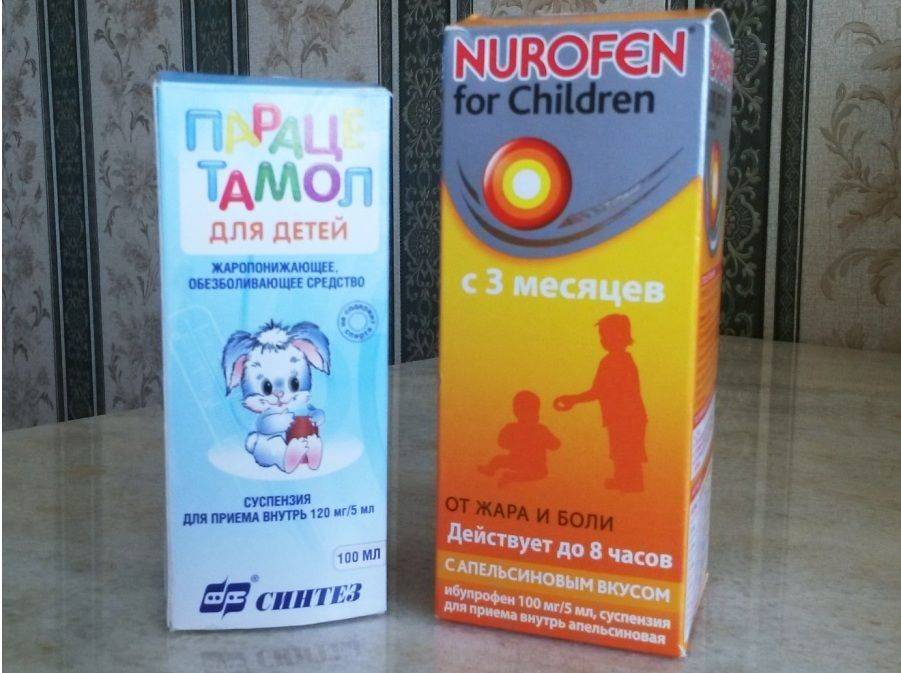 ПАРАЦЕ
ТАМОЛ
ДЛЯ ДЕТЕЙ
ЖАРОПОНИЖАЮЩЕЕ,
ОБЕЗБОЛИВАЮЩЕЕ СРЕДСТВО
СУСПЕНЗИЯ
ДЛЯ ПРИЕМА ВНУТРЬ 120 мг/5 мл
100 МЛ
СИНТЕЗ
NUROFEN
for Children
с 3 месяцев
ОТ ЖАРА И БОЛИ
Действует до 8 часов
С АПЕЛЬСИНОВЫМ ВКУСОМ
ибупрофен 100 мг/5 мл, суспензия
для приема внутрь апельсиновая